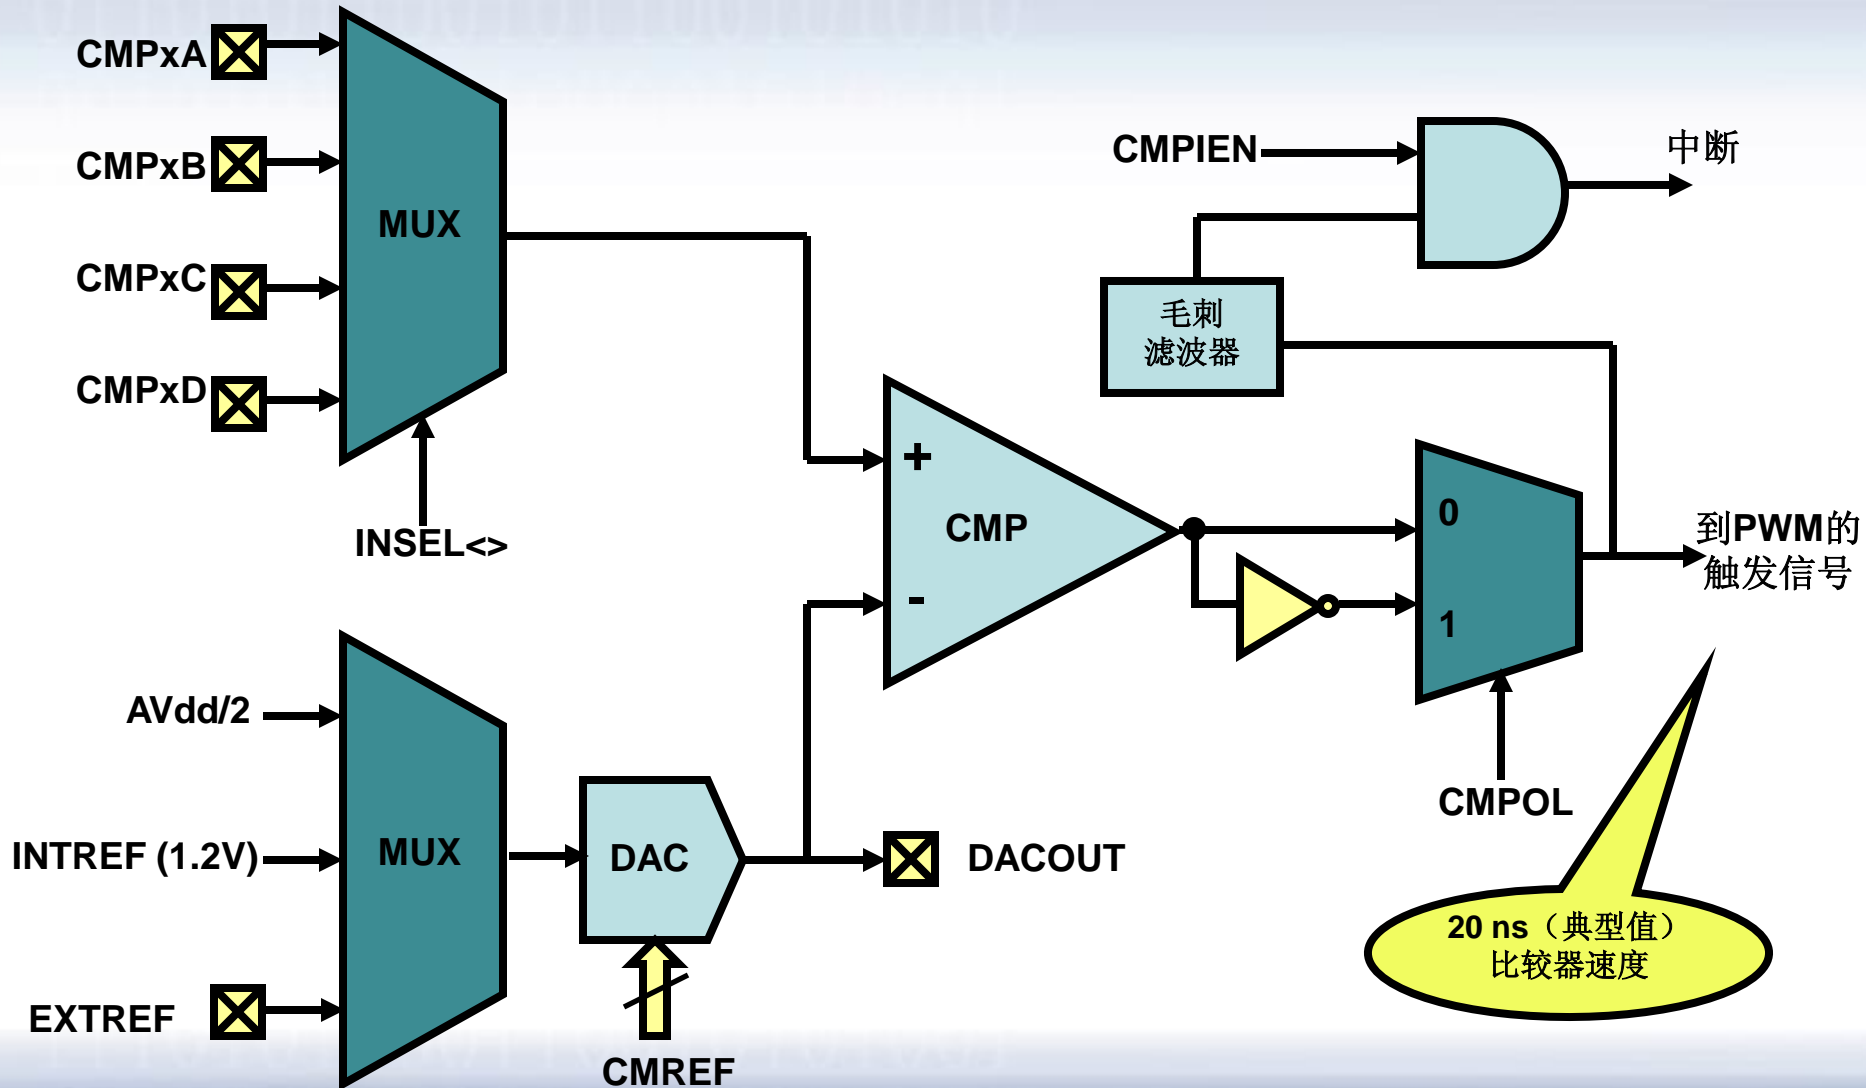 CMPxA
CMPxB
CMPxC
CMPxD
MUX
INSEL<>
CMPIEN
中断
毛刺
滤波器
+
CMP
-
0
1
到PWM的
触发信号
CMPOL
AVdd/2
INTREF (1.2V)
EXTREF
MUX
DAC
DACOUT
CMREF
20 ns（典型值）
比较器速度